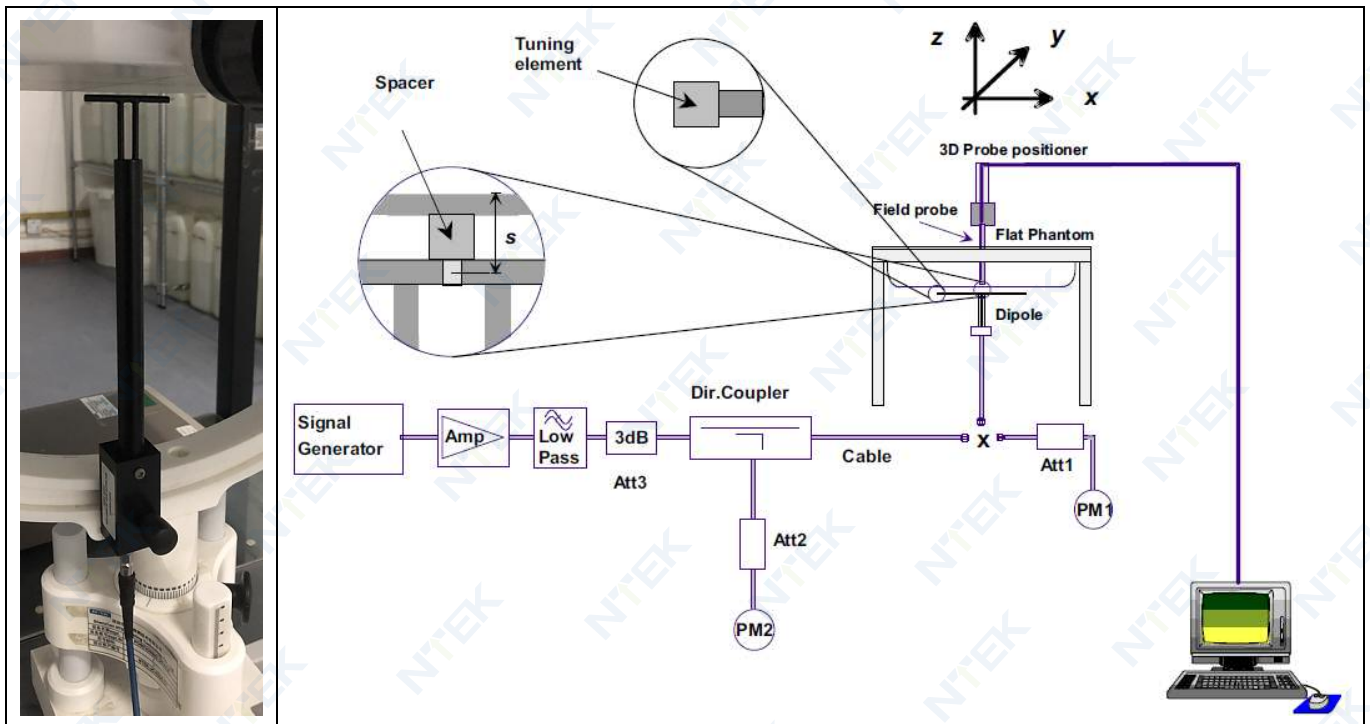 Tuning
element
Spacer
s
z
y
x
3D Probe positioner
Field probe
Flat Phantom
Dipole
Dir.Coupler
Signal
Generator
Amp
Low
Pass
3dB
Att3
Cable
x
Att1
PM1
Att2
PM2
NTEK